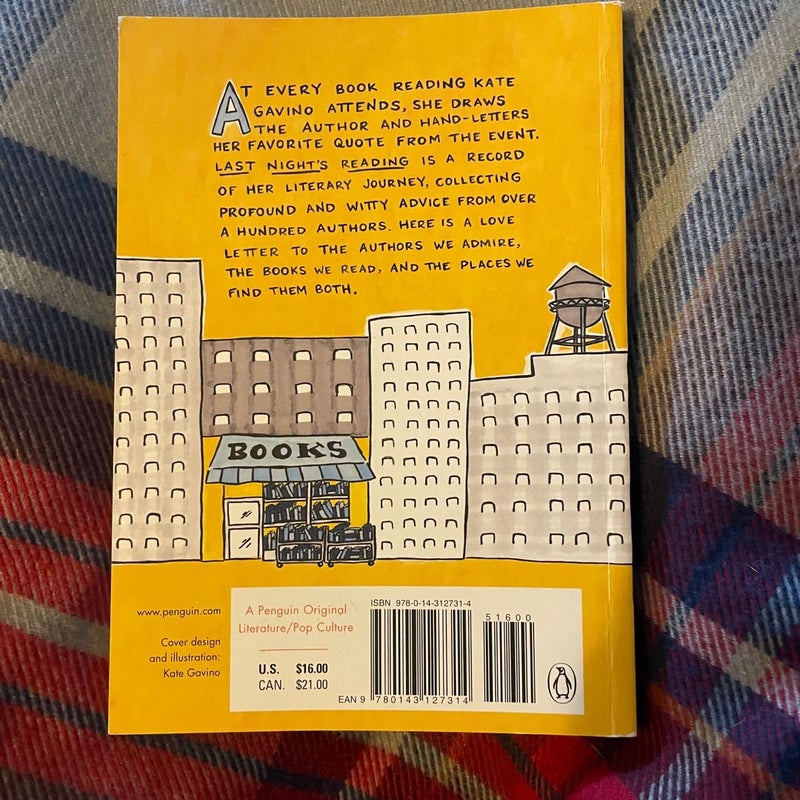 AT EVERY BOOK READING KATE
GAVINO ATTENDS, SHE DRAWS
THE AUTHOR AND HAND-LETTERS
HER FAVORITE QUOTE FROM THE EVENT.
LAST NIGHT'S READING IS A RECORD
OF HER LITERARY JOURNEY, COLLECTING
PROFOUND AND WITTY ADVICE FROM OVER
A HUNDRED AUTHORS. HERE IS A LOVE
LETTER TO THE AUTHORS WE ADMIRE,
THE BOOKS WE READ, AND THE PLACES WE
FIND THEM BOTH.
BOOKS
www.penguin.com
Cover design
and illustration:
Kate Gavino
A Penguin Original
Literature/Pop Culture
U.S. $16.00
CAN. $21.00
ISBN 978-0-14-312731-4
51600
EAN 9 780143 127314